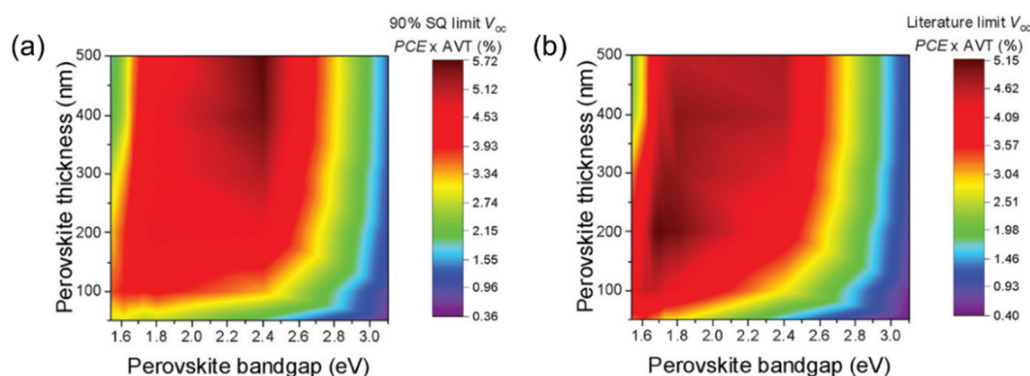 (a)
90% SQ limit Voc
PCE x AVT (%)
Perovskite thickness (nm)
500
400
300
200
100
1.6 1.8 2.0 2.2 2.4 2.6 2.8 3.0
Perovskite bandgap (eV)
5.72
5.12
4.53
3.93
3.34
2.74
2.15
1.55
0.96
0.36
(b)
Literature limit Voc
PCE x AVT (%)
Perovskite thickness (nm)
500
400
300
200
100
1.6 1.8 2.0 2.2 2.4 2.6 2.8 3.0
Perovskite bandgap (eV)
5.15
4.62
4.09
3.57
3.04
2.51
1.98
1.46
0.93
0.40